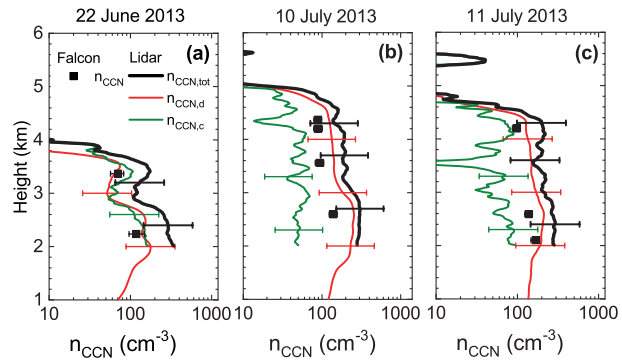 22 June 2013 10 July 2013 11 July 2013
6 (a) (b) (c)
Falcon Lidar
n_CCN n_CCN,tot
5
n_CCN,d
n_CCN,c
4
Height (km)
3
2
1
10 100 1000 10 100 1000 10 100 1000
n_CCN (cm⁻³) n_CCN (cm⁻³) n_CCN (cm⁻³)